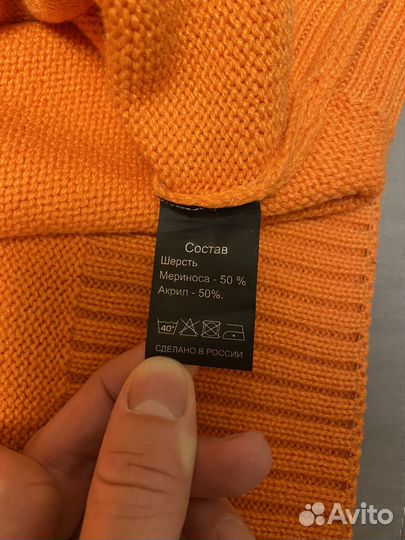 Состав
Шерсть
Мериноса - 50 %
Акрил - 50%.
40°
СДЕЛАНО В РОССИИ
Avito